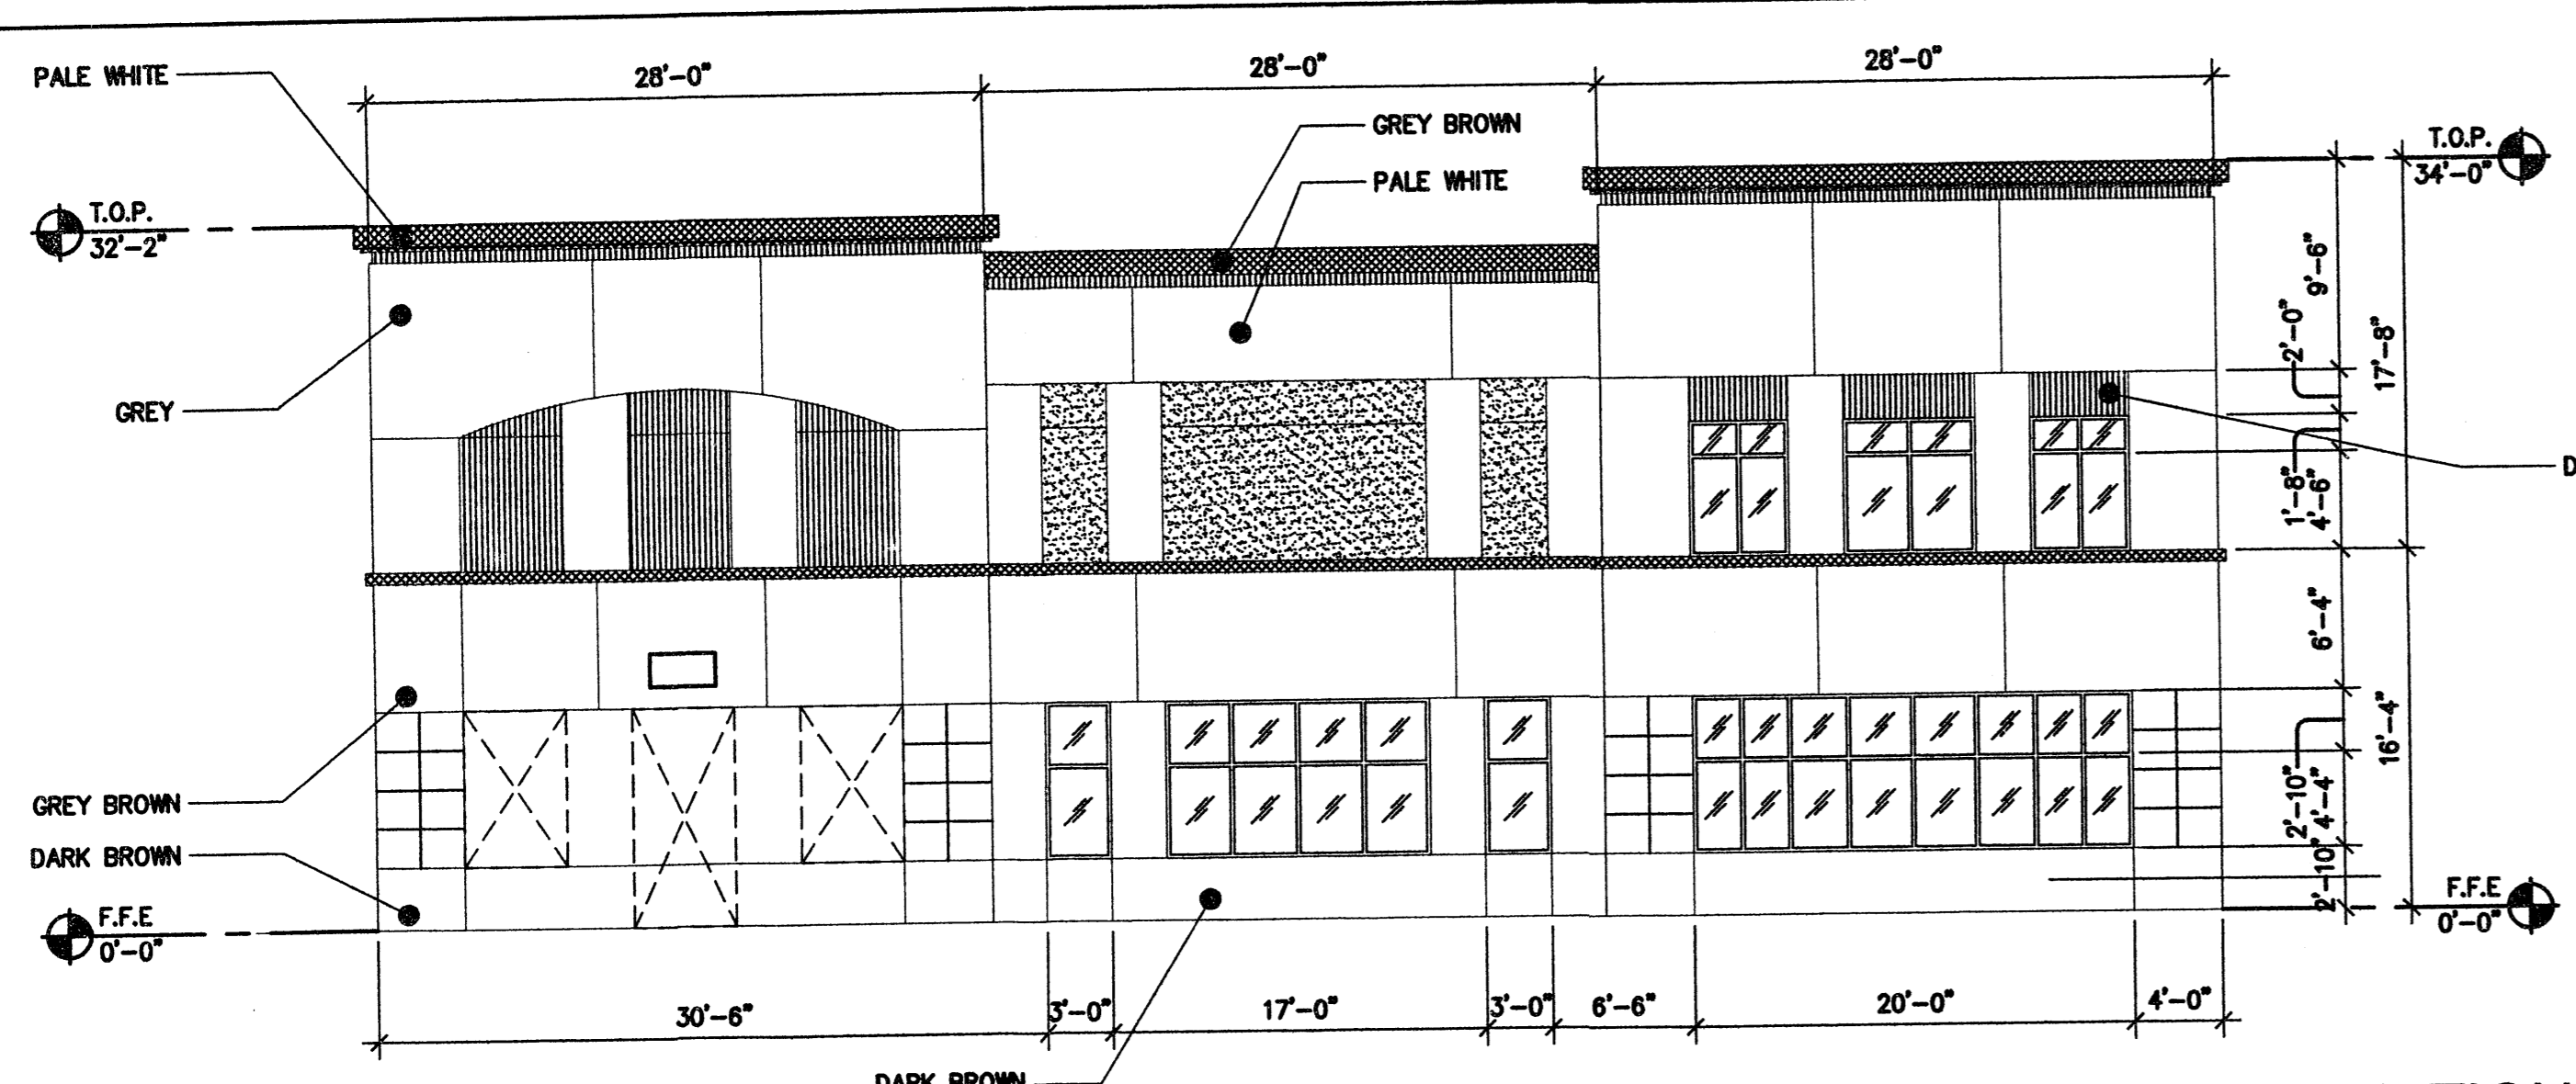 PALE WHITE
28'-0"
28'-0"
28'-0"
GREY BROWN
PALE WHITE
T.O.P.
34'-0"
T.O.P.
32'-2"
GREY
9'-6"
2'-0"
17'-8"
1'-8"
4'-6"
D
6'-4"
16'-4"
2'-10"
4'-4"
2'-10"
GREY BROWN
DARK BROWN
F.F.E
0'-0"
F.F.E
0'-0"
30'-6"
3'-0"
17'-0"
3'-0"
6'-6"
20'-0"
4'-0"
DARK BROWN